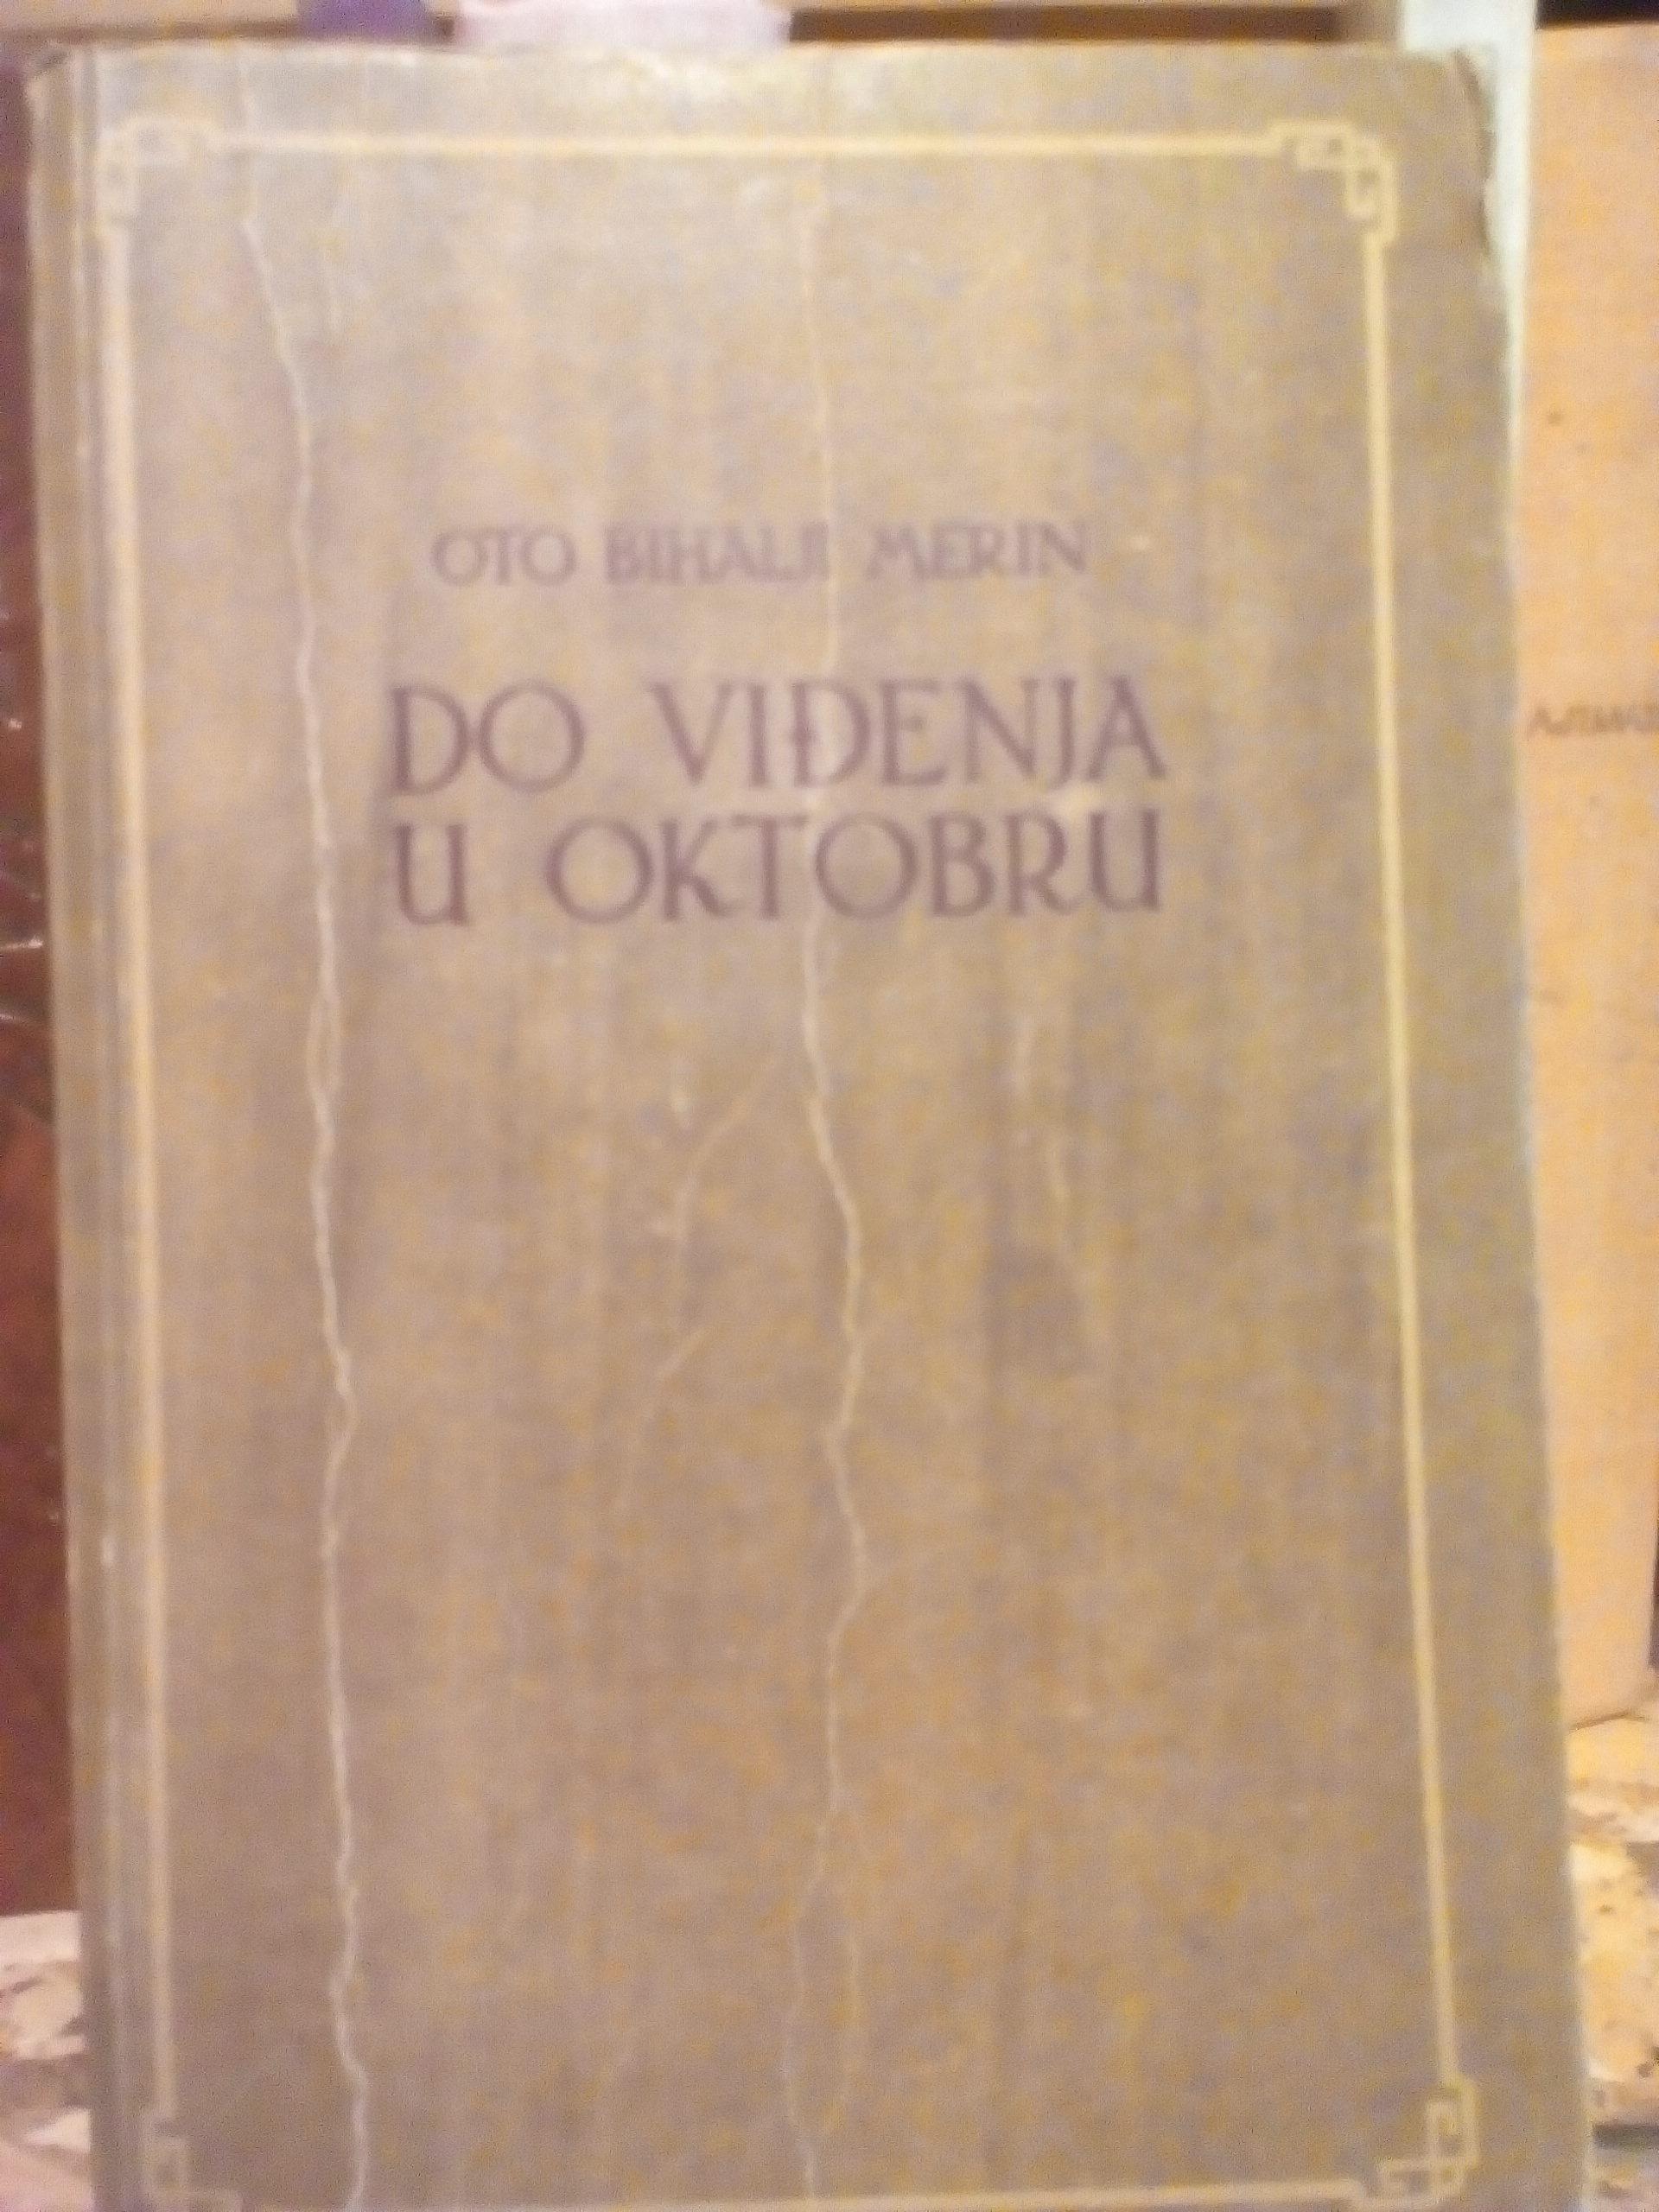 OTO BIHALJI MERIN
DO VIĐENJA
U OKTOBRU